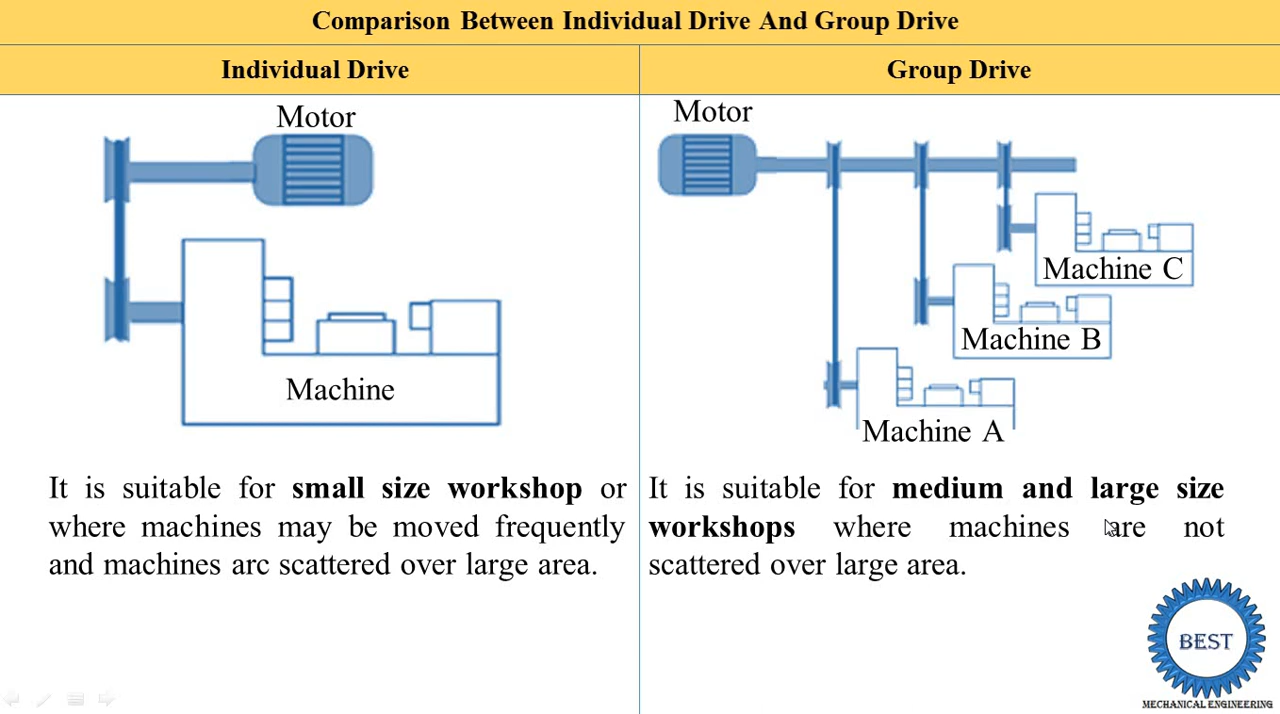 Comparison Between Individual Drive And Group Drive
Individual Drive
Group Drive
Motor
Machine
It is suitable for small size workshop or
where machines may be moved frequently
and machines arc scattered over large area.
Motor
Machine C
Machine B
Machine A
It is suitable for medium and large size
workshops where machines are not
scattered over large area.
BEST
MECHANICAL ENGINEERING